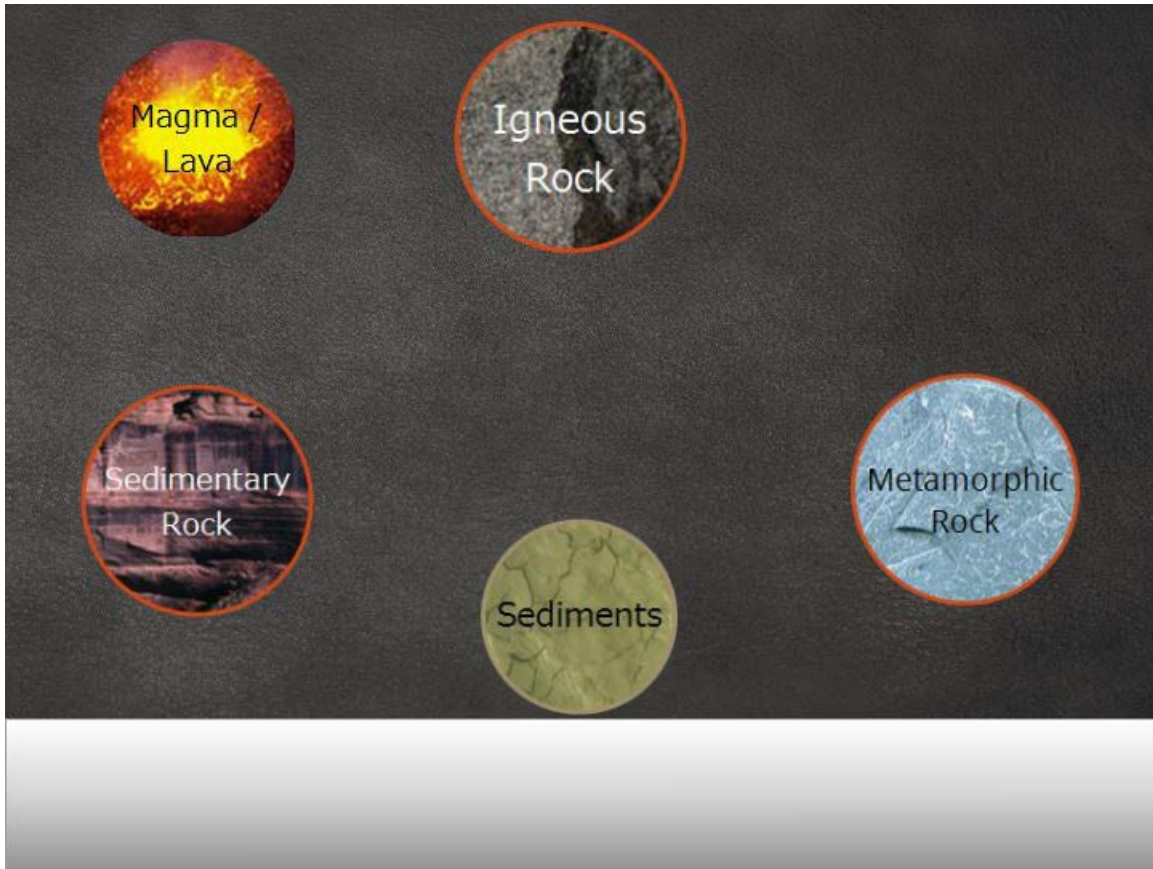 Magma /
Lava
Igneous
Rock
Sedimentary
Rock
Metamorphic
Rock
Sediments